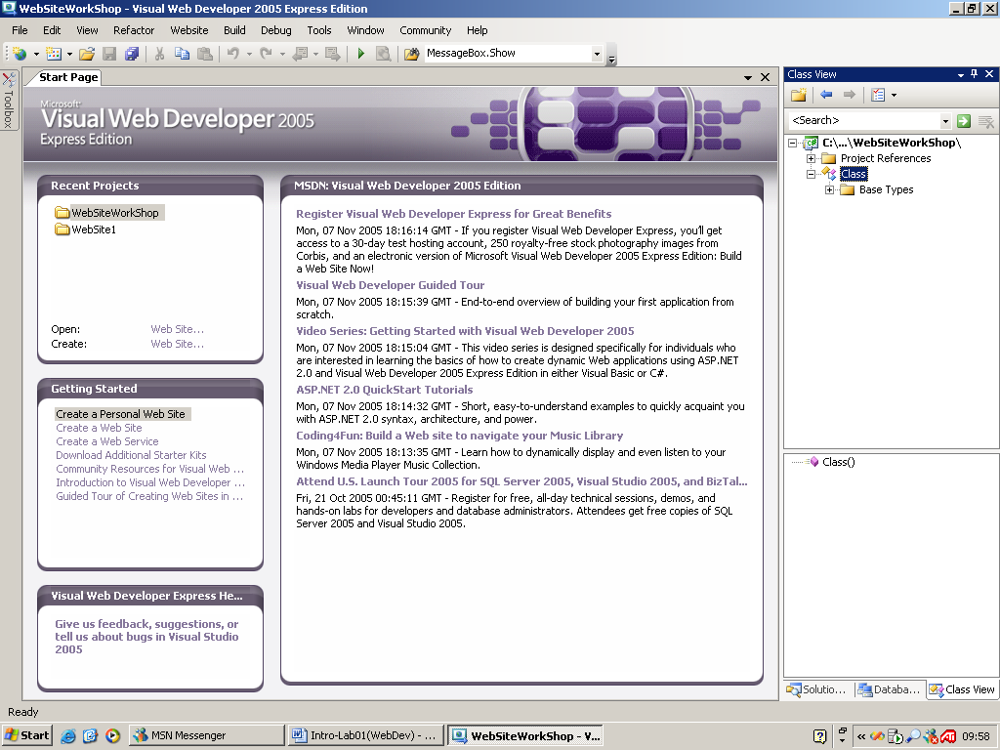 WebSiteWorkShop - Visual Web Developer 2005 Express Edition
File Edit View Refactor Website Build Debug Tools Window Community Help
MessageBox.Show
Toolbox
Start Page
Microsoft
Visual Web Developer 2005
Express Edition
Recent Projects
WebSiteWorkShop
WebSite1
Open: Web Site...
Create: Web Site...
Getting Started
Create a Personal Web Site
Create a Web Site
Create a Web Service
Download Additional Starter Kits
Community Resources for Visual Web ...
Introduction to Visual Web Developer ...
Guided Tour of Creating Web Sites in ...
Visual Web Developer Express He...
Give us feedback, suggestions, or
tell us about bugs in Visual Studio
2005
MSDN: Visual Web Developer 2005 Edition
Register Visual Web Developer Express for Great Benefits
Mon, 07 Nov 2005 18:16:14 GMT - If you register Visual Web Developer Express, you'll get
access to a 30-day test hosting account, 250 royalty-free stock photography images from
Corbis, and an electronic version of Microsoft Visual Web Developer 2005 Express Edition: Build
a Web Site Now!
Visual Web Developer Guided Tour
Mon, 07 Nov 2005 18:15:39 GMT - End-to-end overview of building your first application from
scratch.
Video Series: Getting Started with Visual Web Developer 2005
Mon, 07 Nov 2005 18:15:04 GMT - This video series is designed specifically for individuals who
are interested in learning the basics of how to create dynamic Web applications using ASP.NET
2.0 and Visual Web Developer 2005 Express Edition in either Visual Basic or C#.
ASP.NET 2.0 QuickStart Tutorials
Mon, 07 Nov 2005 18:14:32 GMT - Short, easy-to-understand examples to quickly acquaint you
with ASP.NET 2.0 syntax, architecture, and power.
Coding4Fun: Build a Web site to navigate your Music Library
Mon, 07 Nov 2005 18:13:35 GMT - Learn how to dynamically display and even listen to your
Windows Media Player Music Collection.
Attend U.S. Launch Tour 2005 for SQL Server 2005, Visual Studio 2005, and BizTal...
Fri, 21 Oct 2005 00:45:11 GMT - Register for free, all-day technical sessions, demos, and
hands-on labs for developers and database administrators. Attendees get free copies of SQL
Server 2005 and Visual Studio 2005.
Class View
<Search>
C:\...\WebSiteWorkShop\
Project References
Class
Base Types
Class()
Solutio... Databa... Class View
Ready
Start MSN Messenger Intro-Lab01(WebDev) - ... WebSiteWorkShop - V... 09:58